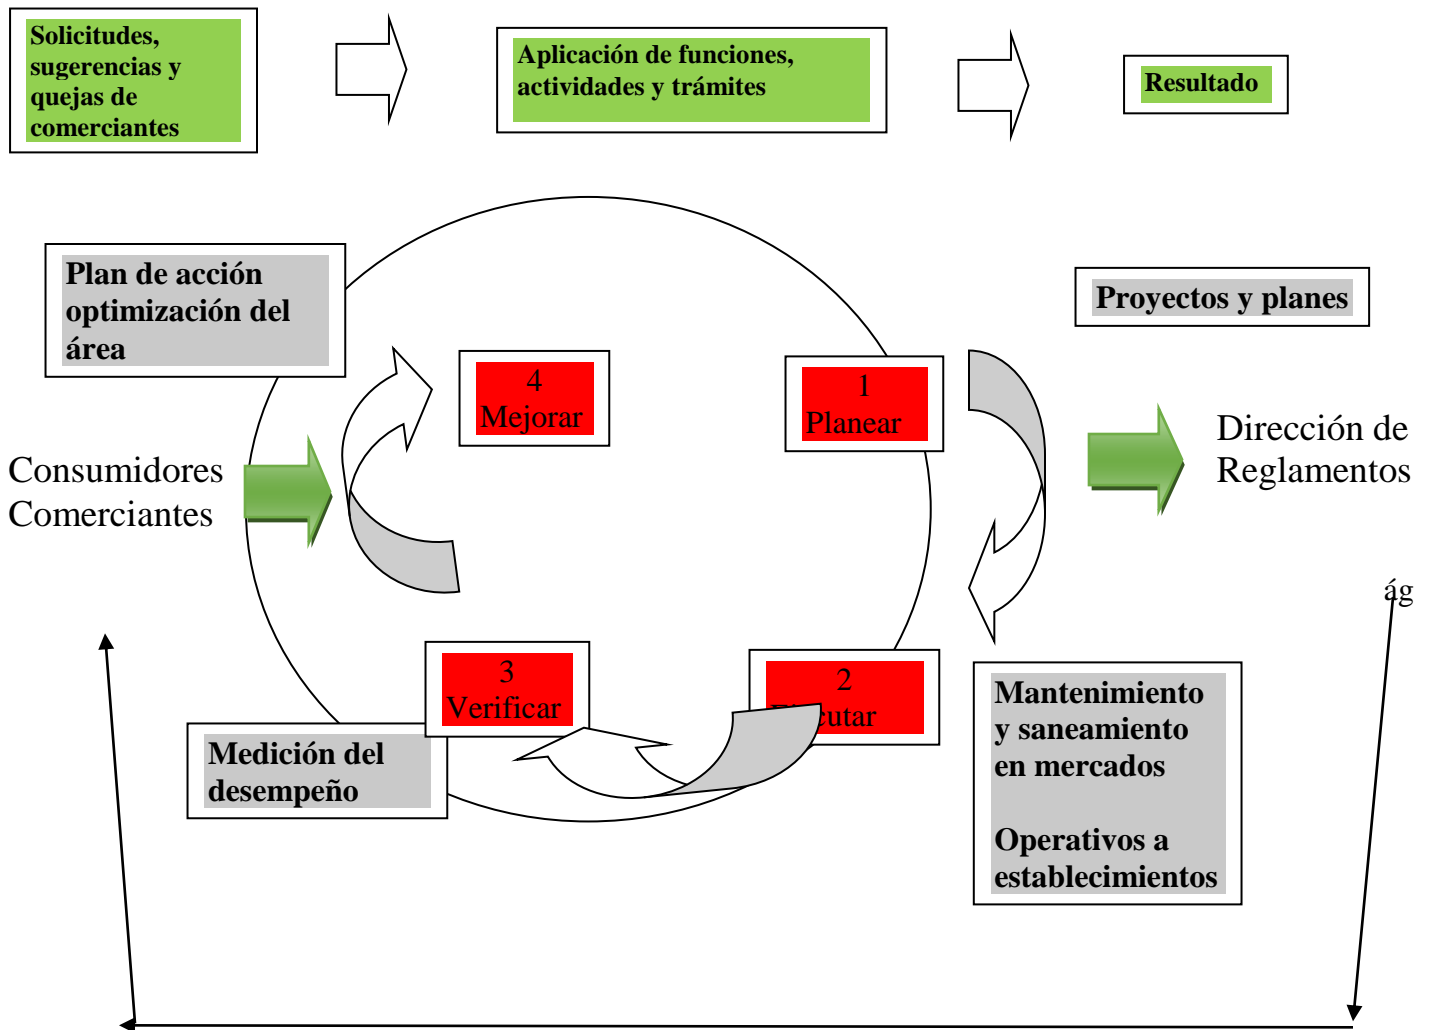 Solicitudes,
sugerencias y
quejas de
comerciantes
Aplicación de funciones,
actividades y trámites
Resultado
Plan de acción
optimización del
área
Proyectos y planes
4
Mejorar
1
Planear
Consumidores
Comerciantes
Dirección de
Reglamentos
ág
3
Verificar
2
Medición del
desempeño
Mantenimiento
y saneamiento
en mercados
Operativos a
establecimientos